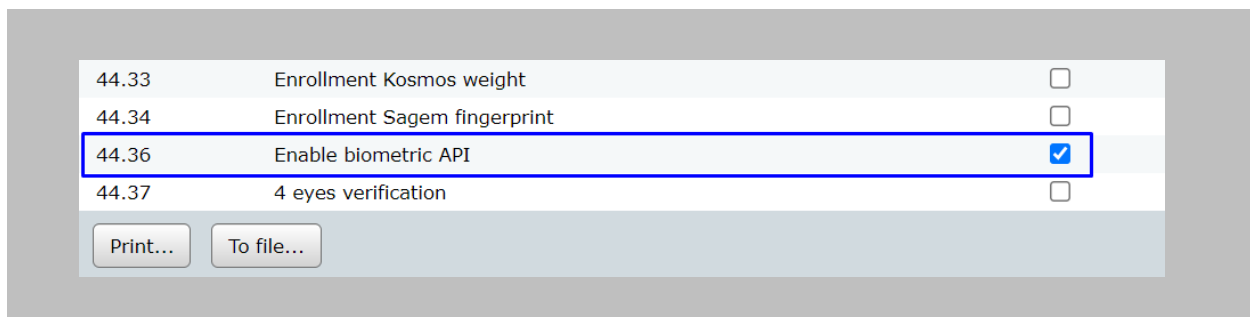 44.33 Enrollment Kosmos weight
44.34 Enrollment Sagem fingerprint
44.36 Enable biometric API
44.37 4 eyes verification
Print... To file...